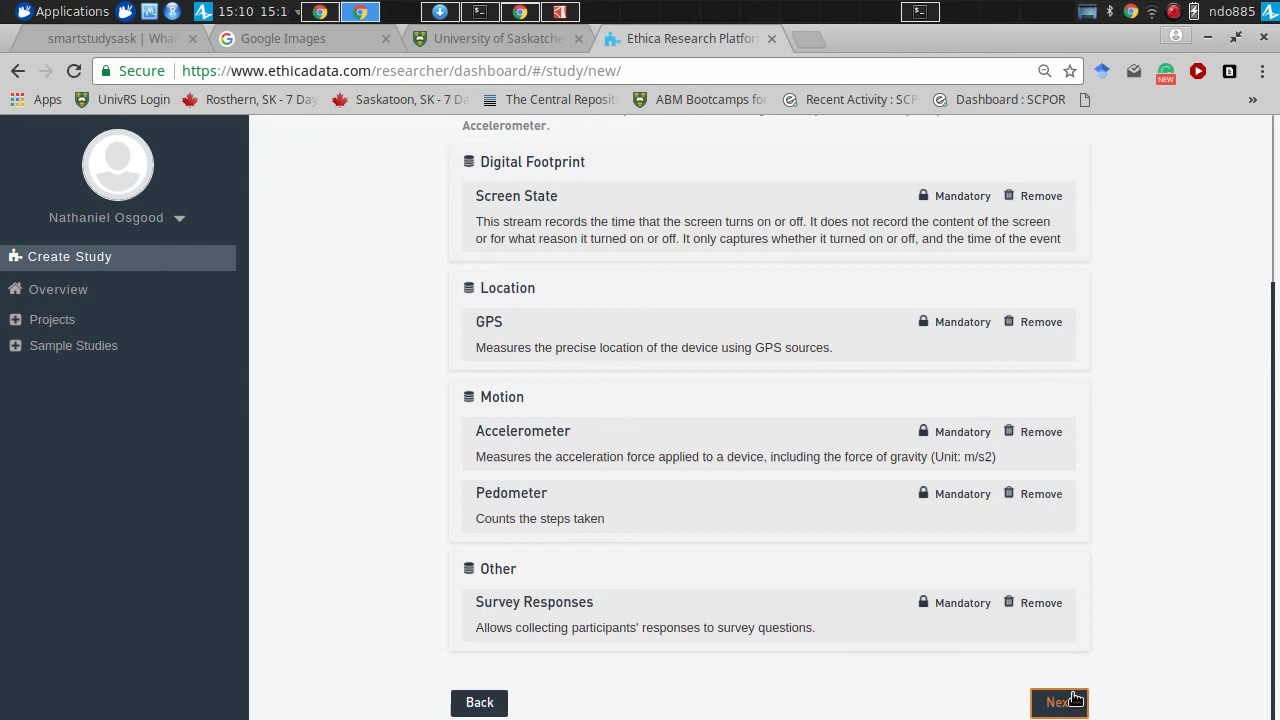 Applications
15:10
ndo885
smartstudysask | Wha
Google Images
University of Saskatche
Ethica Research Platfor
Secure
https://www.ethicadata.com/researcher/dashboard/#/study/new/
NEW
Apps
UnivRS Login
Rosthern, SK - 7 Day
Saskatoon, SK - 7 Da
The Central Reposit
ABM Bootcamps fo
Recent Activity : SCP
Dashboard : SCPOR
»
Nathaniel Osgood
Create Study
Overview
Projects
Sample Studies
Accelerometer.
Digital Footprint
Screen State
Mandatory
Remove
This stream records the time that the screen turns on or off. It does not record the content of the screen
or for what reason it turned on or off. It only captures whether it turned on or off, and the time of the event
Location
GPS
Mandatory
Remove
Measures the precise location of the device using GPS sources.
Motion
Accelerometer
Mandatory
Remove
Measures the acceleration force applied to a device, including the force of gravity (Unit: m/s2)
Pedometer
Mandatory
Remove
Counts the steps taken
Other
Survey Responses
Mandatory
Remove
Allows collecting participants' responses to survey questions.
Back
Nex